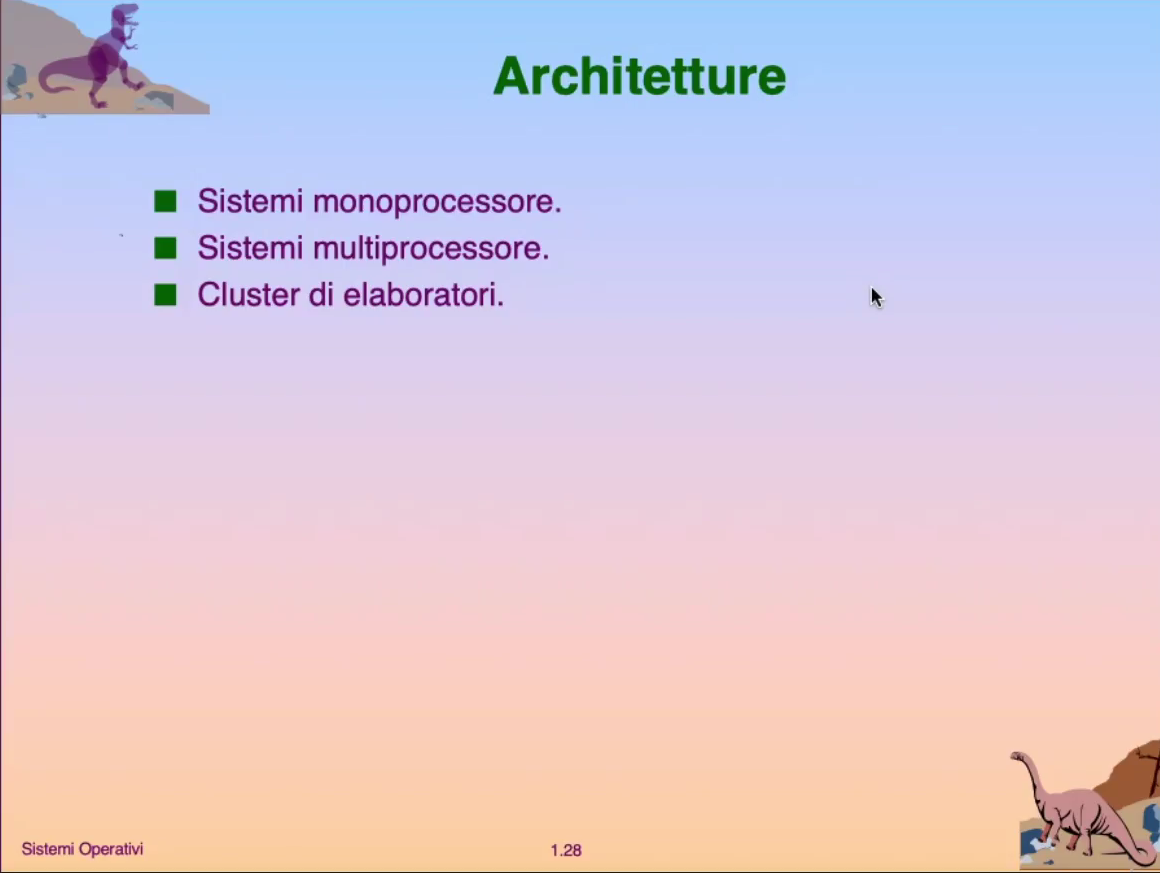 Architetture
Sistemi monoprocessore.
Sistemi multiprocessore.
Cluster di elaboratori.
Sistemi Operativi
1.28